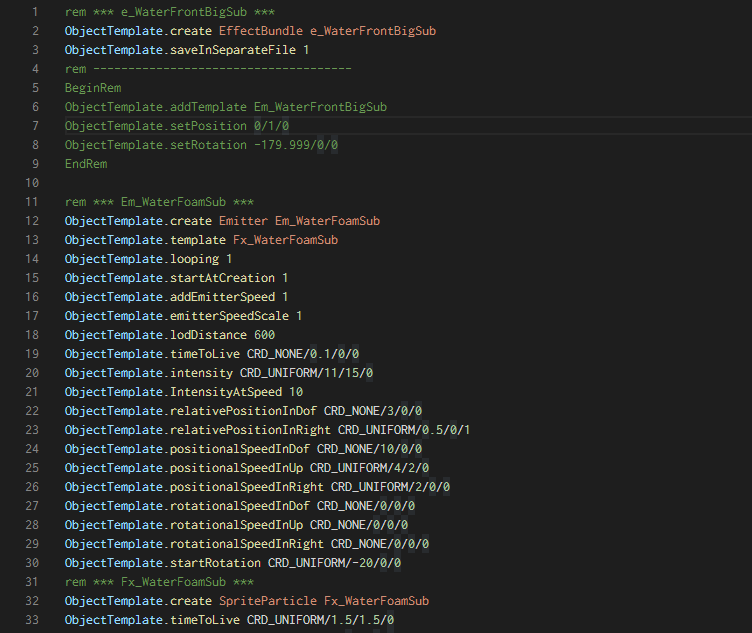 1 rem *** e_WaterFrontBigSub ***
2 ObjectTemplate.create EffectBundle e_WaterFrontBigSub
3 ObjectTemplate.saveInSeparateFile 1
4 rem -------------------------------------
5 BeginRem
6 ObjectTemplate.addTemplate Em_WaterFrontBigSub
7 ObjectTemplate.setPosition 0/1/0
8 ObjectTemplate.setRotation -179.999/0/0
9 EndRem
10
11 rem *** Em_WaterFoamSub ***
12 ObjectTemplate.create Emitter Em_WaterFoamSub
13 ObjectTemplate.template Fx_WaterFoamSub
14 ObjectTemplate.looping 1
15 ObjectTemplate.startAtCreation 1
16 ObjectTemplate.addEmitterSpeed 1
17 ObjectTemplate.emitterSpeedScale 1
18 ObjectTemplate.lodDistance 600
19 ObjectTemplate.timeToLive CRD_NONE/0.1/0/0
20 ObjectTemplate.intensity CRD_UNIFORM/11/15/0
21 ObjectTemplate.IntensityAtSpeed 10
22 ObjectTemplate.relativePositionInDof CRD_NONE/3/0/0
23 ObjectTemplate.relativePositionInRight CRD_UNIFORM/0.5/0/1
24 ObjectTemplate.positionalSpeedInDof CRD_NONE/10/0/0
25 ObjectTemplate.positionalSpeedInUp CRD_UNIFORM/4/2/0
26 ObjectTemplate.positionalSpeedInRight CRD_UNIFORM/2/0/0
27 ObjectTemplate.rotationalSpeedInDof CRD_NONE/0/0/0
28 ObjectTemplate.rotationalSpeedInUp CRD_NONE/0/0/0
29 ObjectTemplate.rotationalSpeedInRight CRD_NONE/0/0/0
30 ObjectTemplate.startRotation CRD_UNIFORM/-20/0/0
31 rem *** Fx_WaterFoamSub ***
32 ObjectTemplate.create SpriteParticle Fx_WaterFoamSub
33 ObjectTemplate.timeToLive CRD_UNIFORM/1.5/1.5/0